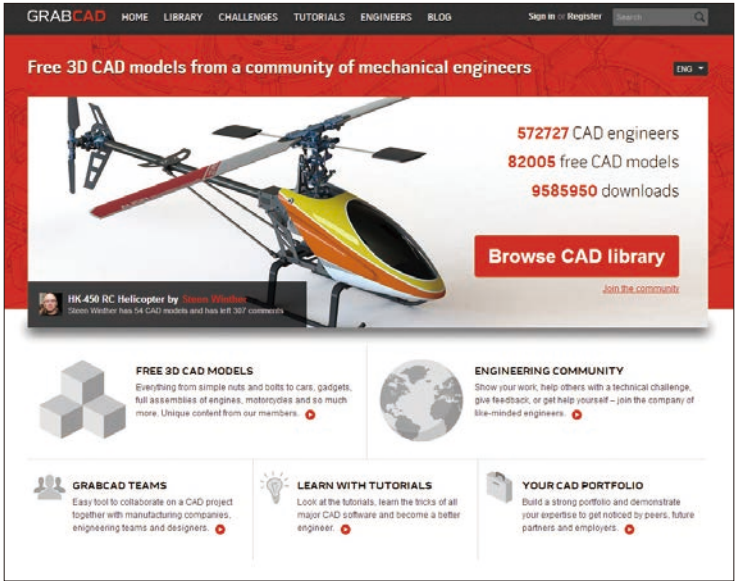 GRABCAD HOME LIBRARY CHALLENGES TUTORIALS ENGINEERS BLOG Sign in or Register Search
Free 3D CAD models from a community of mechanical engineers ENG
572727 CAD engineers
82005 free CAD models
9585950 downloads
Browse CAD library
Join the community
HK-450 RC Helicopter by Steen Winther
Steen Winther has 54 CAD models and has left 307 comments
FREE 3D CAD MODELS
Everything from simple nuts and bolts to cars, gadgets,
full assemblies of engines, motorcycles and so much
more. Unique content from our members.
ENGINEERING COMMUNITY
Show your work, help others with a technical challenge,
give feedback, or get help yourself – join the company of
like-minded engineers.
GRABCAD TEAMS
Easy tool to collaborate on a CAD project
together with manufacturing companies,
enigneering teams and designers.
LEARN WITH TUTORIALS
Look at the tutorials, learn the tricks of all
major CAD software and become a better
engineer.
YOUR CAD PORTFOLIO
Build a strong portfolio and demonstrate
your expertise to get noticed by peers, future
partners and employers.